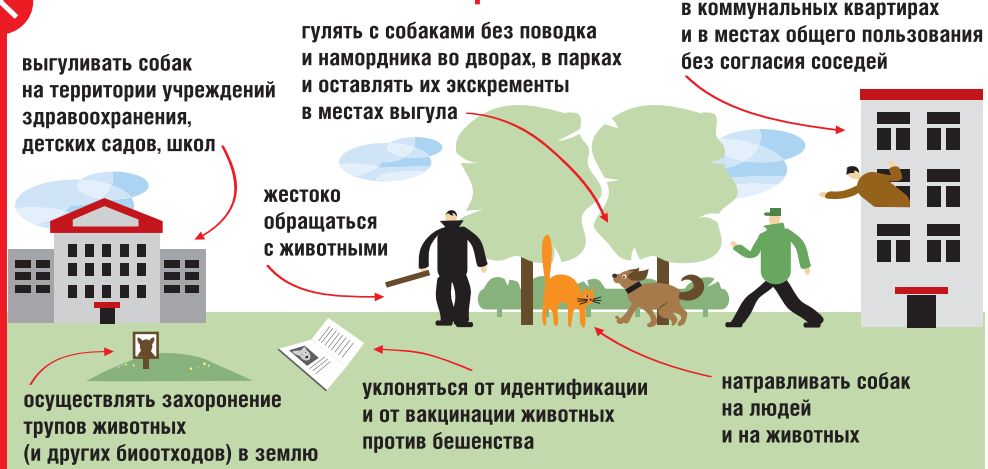 выгуливать собак
на территории учреждений
здравоохранения,
детских садов, школ
гулять с собаками без поводка
и намордника во дворах, в парках
и оставлять их экскременты
в местах выгула
в коммунальных квартирах
и в местах общего пользования
без согласия соседей
жестоко
обращаться
с животными
осуществлять захоронение
трупов животных
(и других биоотходов) в землю
уклоняться от идентификации
и от вакцинации животных
против бешенства
натравливать собак
на людей
и на животных